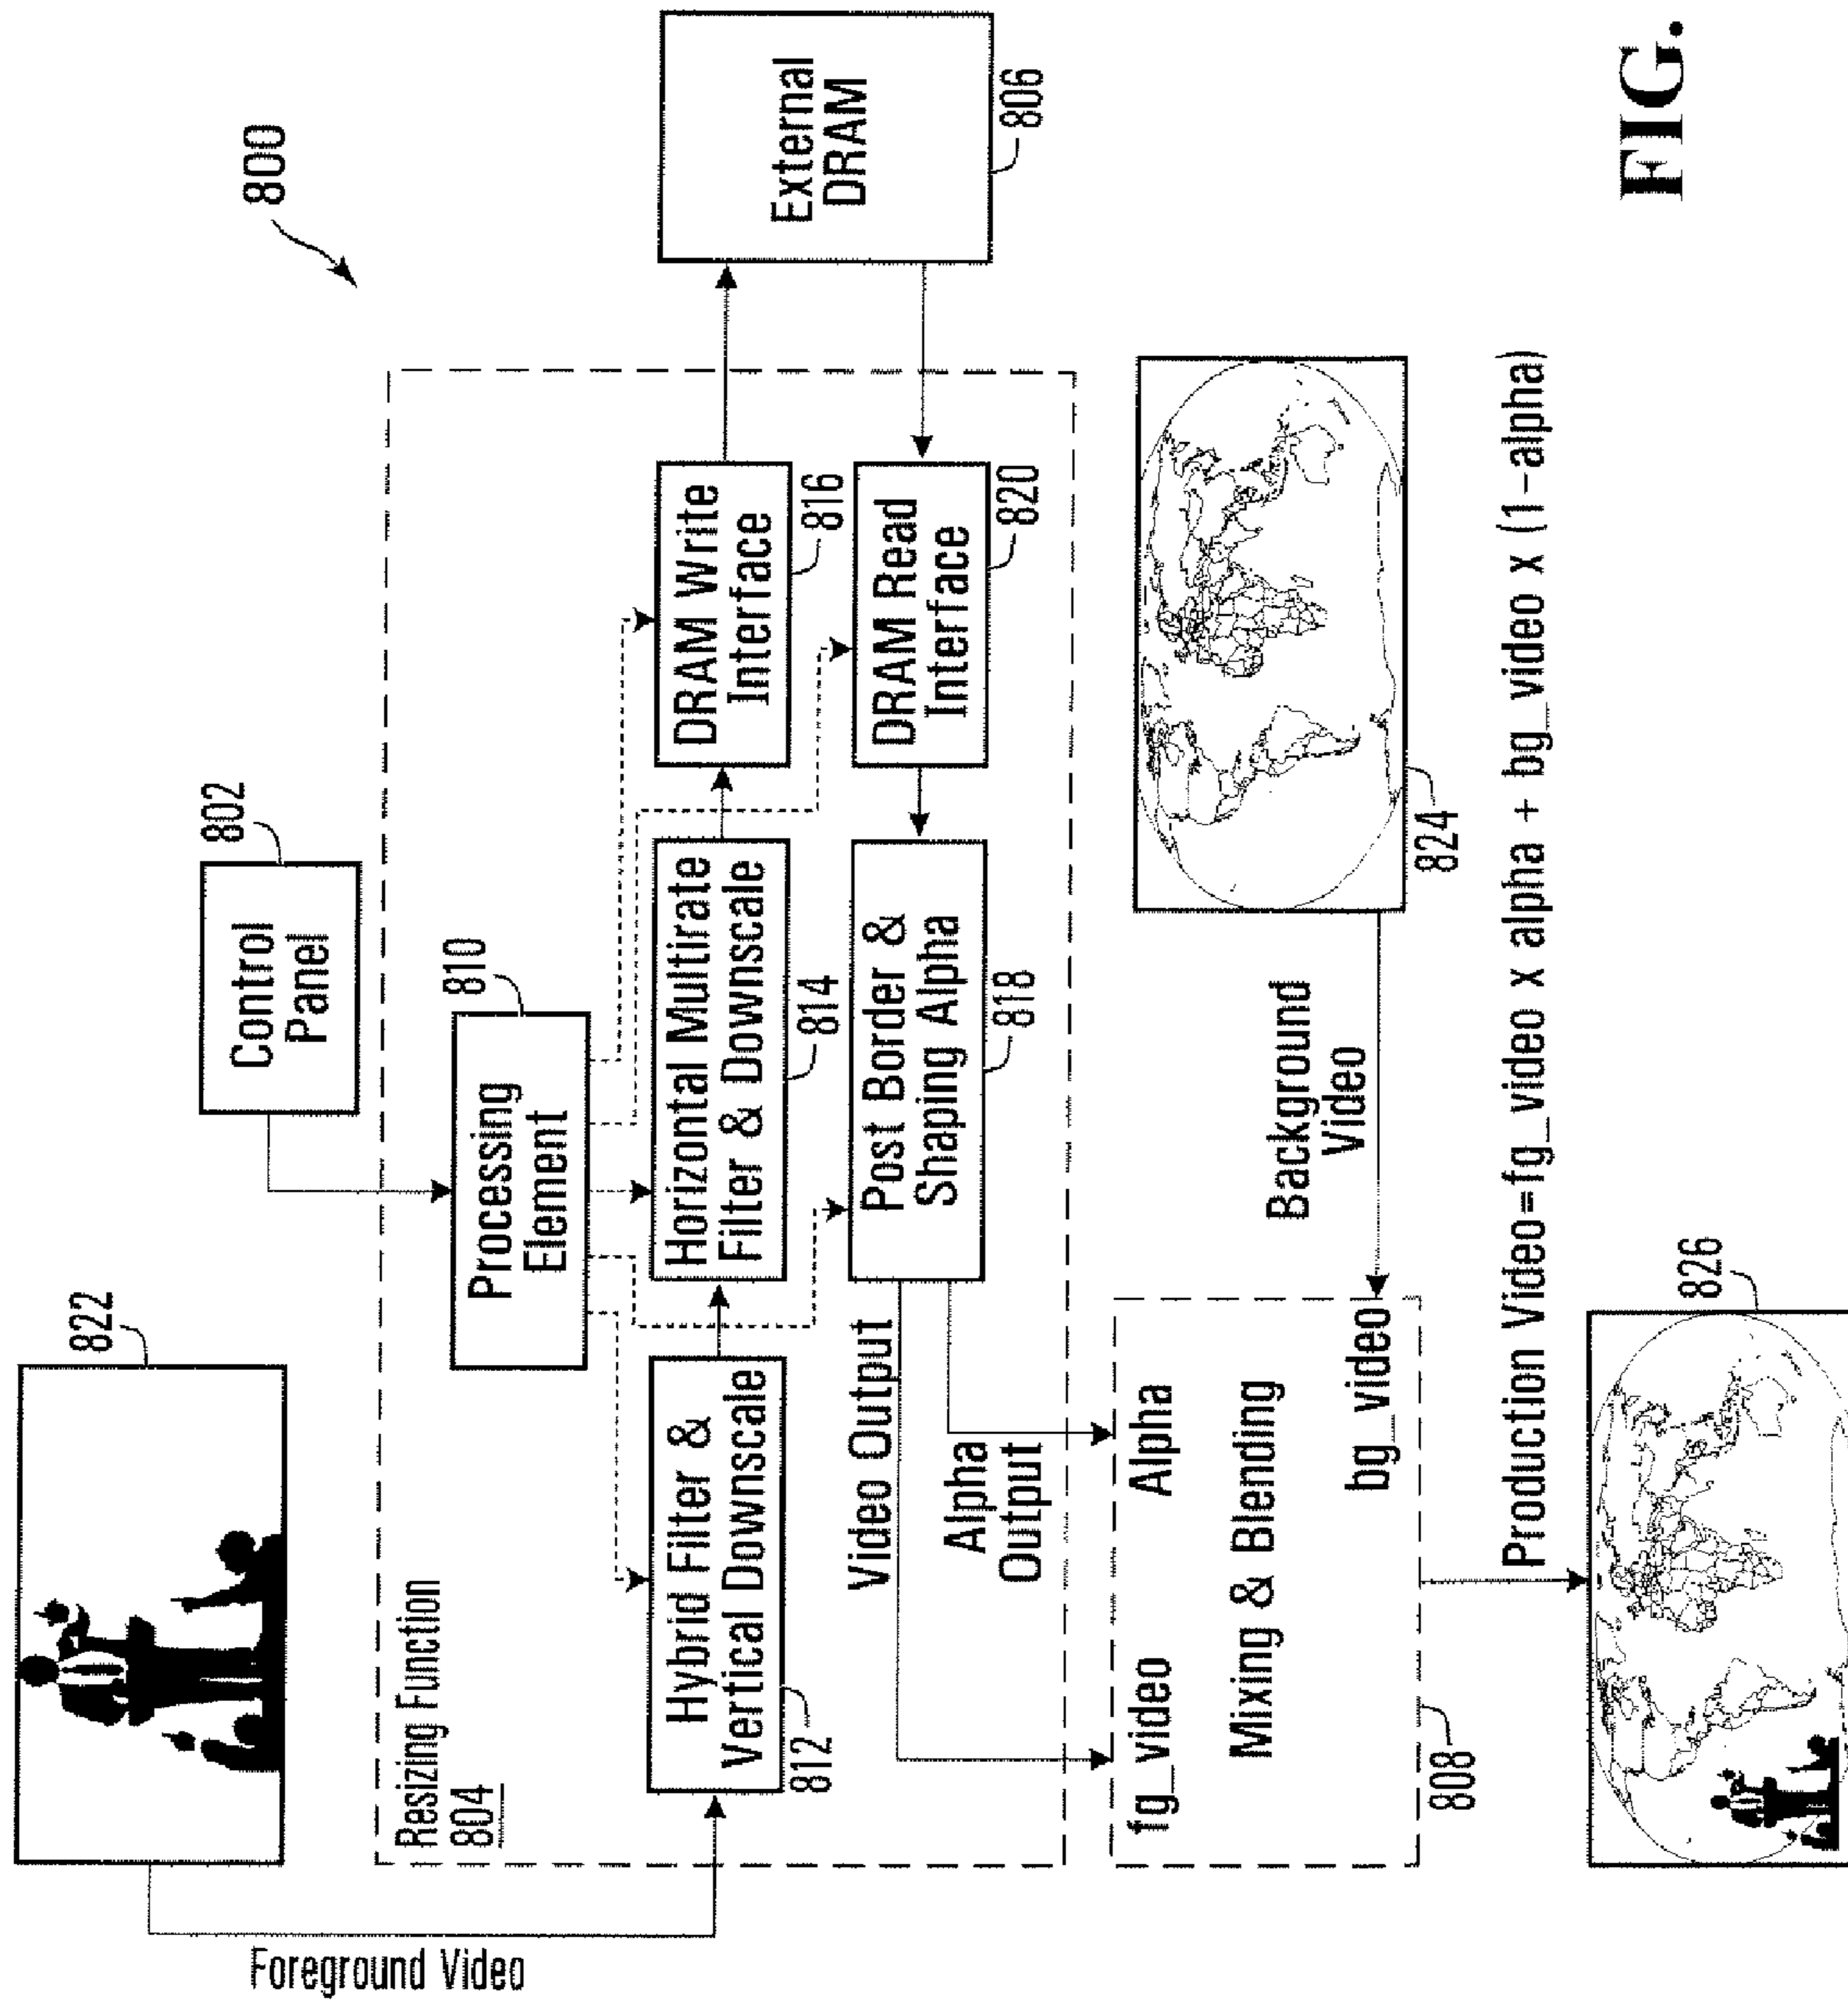 800
822
802
Control
Panel
Foreground Video
Resizing Function
804
810
Processing
Element
Hybrid Filter &
Vertical Downscale
812
Horizontal Multirate
Filter & Downscale
814
DRAM Write
Interface
816
External
DRAM
806
Post Border &
Shaping Alpha
818
DRAM Read
Interface
820
Video Output
Alpha
Output
fg_video
Alpha
Mixing & Blending
bg_video
808
Background
Video
824
Production Video=fg_video x alpha + bg_video x (1-alpha)
826
FIG.